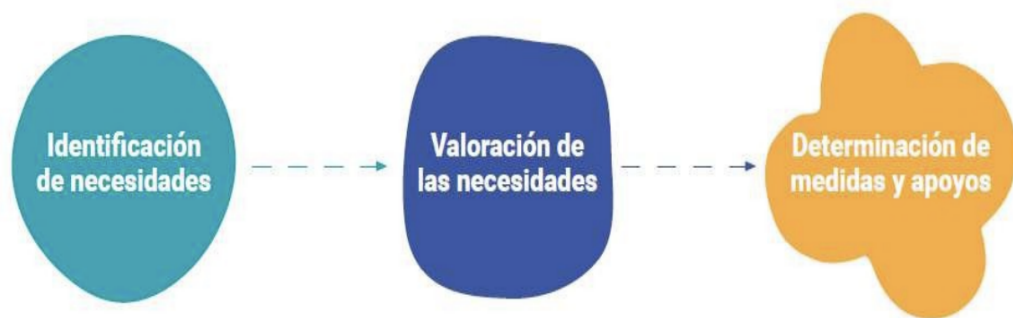 Identificación
de necesidades
Valoración de
las necesidades
Determinación de
medidas y apoyos